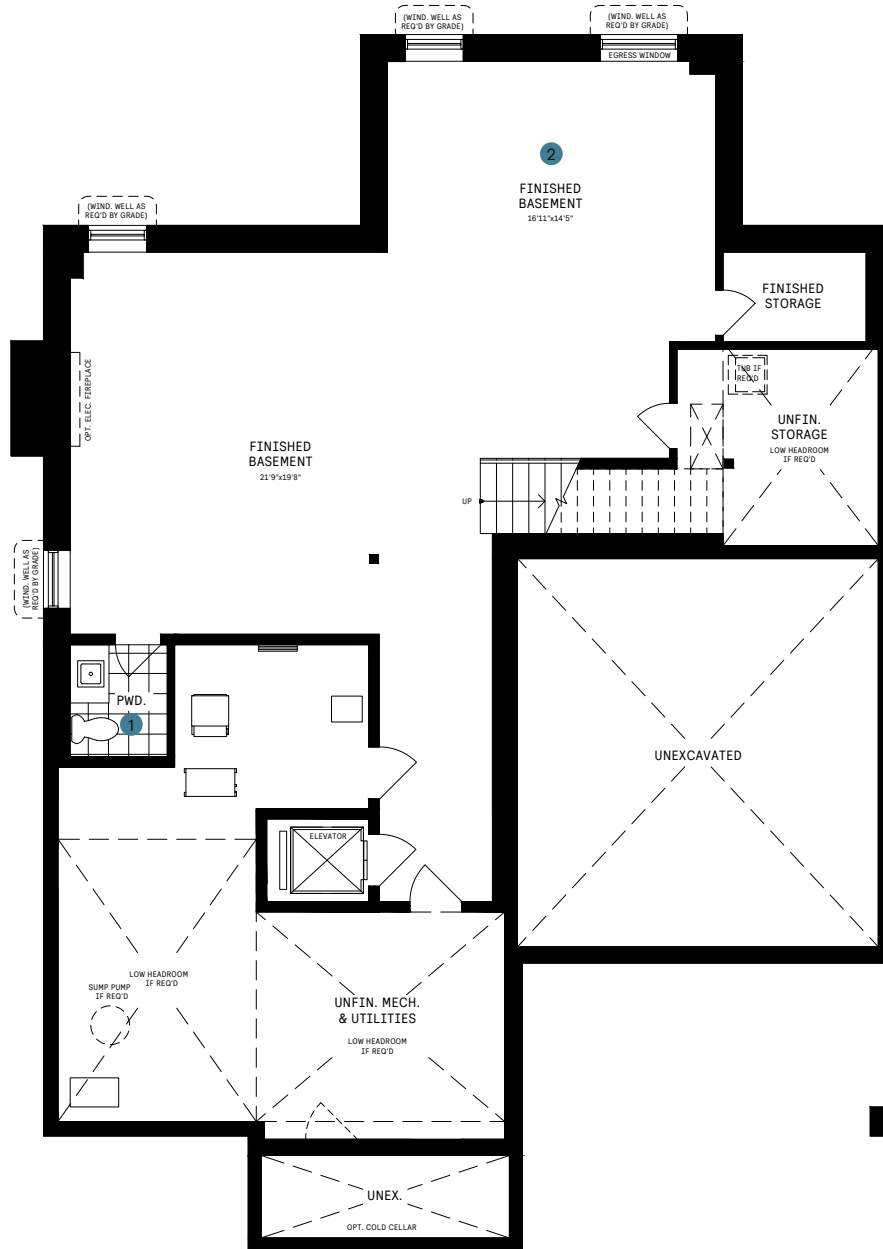 (WIND. WELL AS
REQ'D BY GRADE)
(WIND. WELL AS
REQ'D BY GRADE)
EGRESS WINDOW
2
FINISHED
BASEMENT
16'11"x14'5"
(WIND. WELL AS
REQ'D BY GRADE)
FINISHED
STORAGE
OPT. ELEC. FIREPLACE
TUB IF
REQ'D
UNFIN.
STORAGE
LOW HEADROOM
IF REQ'D
FINISHED
BASEMENT
21'9"x19'8"
UP
(WIND. WELL AS
REQ'D BY GRADE)
PWD.
1
UNEXCAVATED
ELEVATOR
LOW HEADROOM
IF REQ'D
SUMP PUMP
IF REQ'D
UNFIN. MECH.
& UTILITIES
LOW HEADROOM
IF REQ'D
UNEX.
OPT. COLD CELLAR